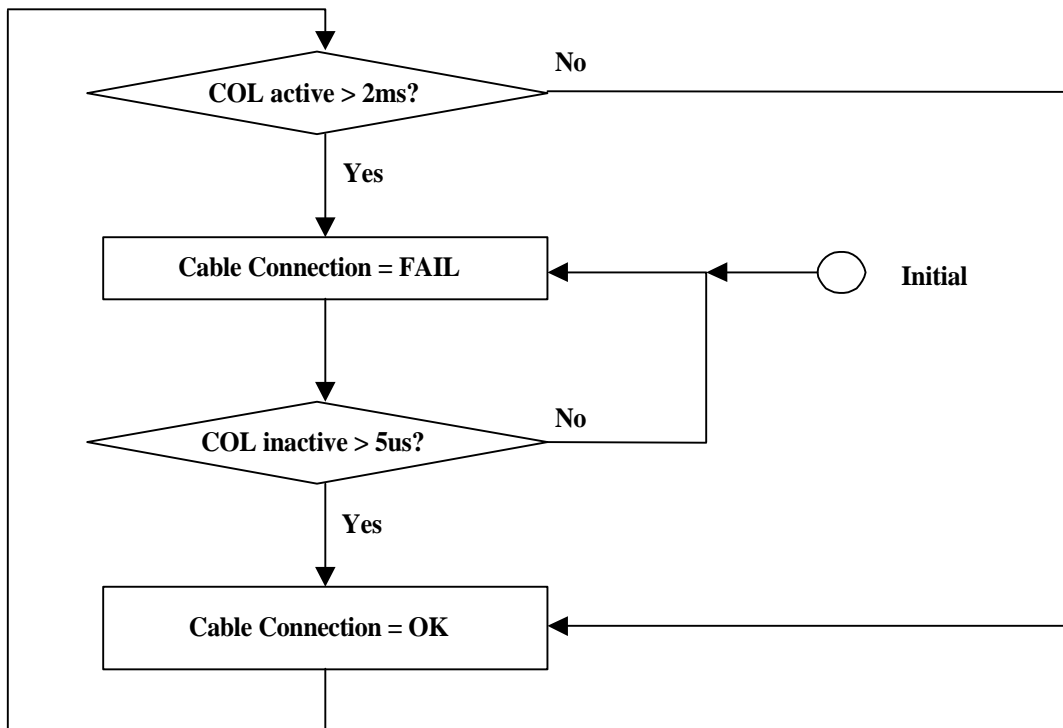 No
COL active > 2ms?
Yes
Cable Connection = FAIL
Initial
No
COL inactive > 5us?
Yes
Cable Connection = OK